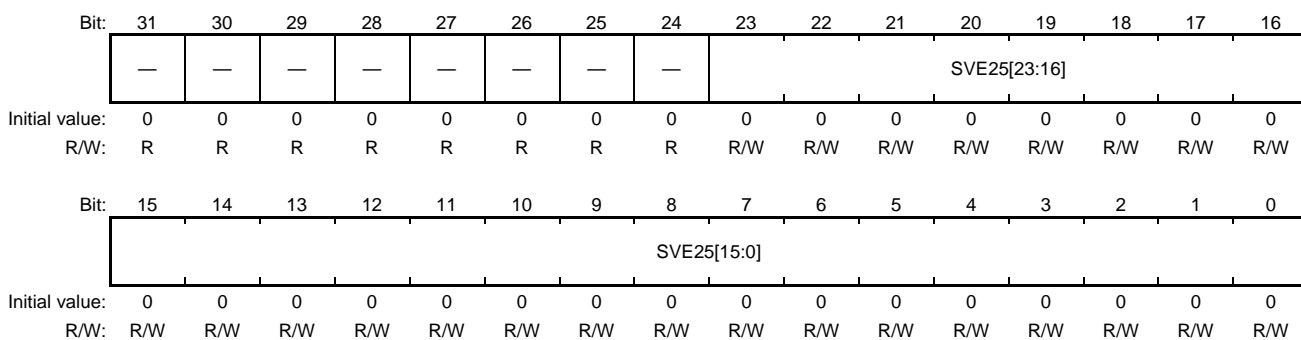 Bit: 31 30 29 28 27 26 25 24 23 22 21 20 19 18 17 16
— — — — — — — — SVE25[23:16]
Initial value: 0 0 0 0 0 0 0 0 0 0 0 0 0 0 0 0
R/W: R R R R R R R R R/W R/W R/W R/W R/W R/W R/W R/W
Bit: 15 14 13 12 11 10 9 8 7 6 5 4 3 2 1 0
SVE25[15:0]
Initial value: 0 0 0 0 0 0 0 0 0 0 0 0 0 0 0 0
R/W: R/W R/W R/W R/W R/W R/W R/W R/W R/W R/W R/W R/W R/W R/W R/W R/W